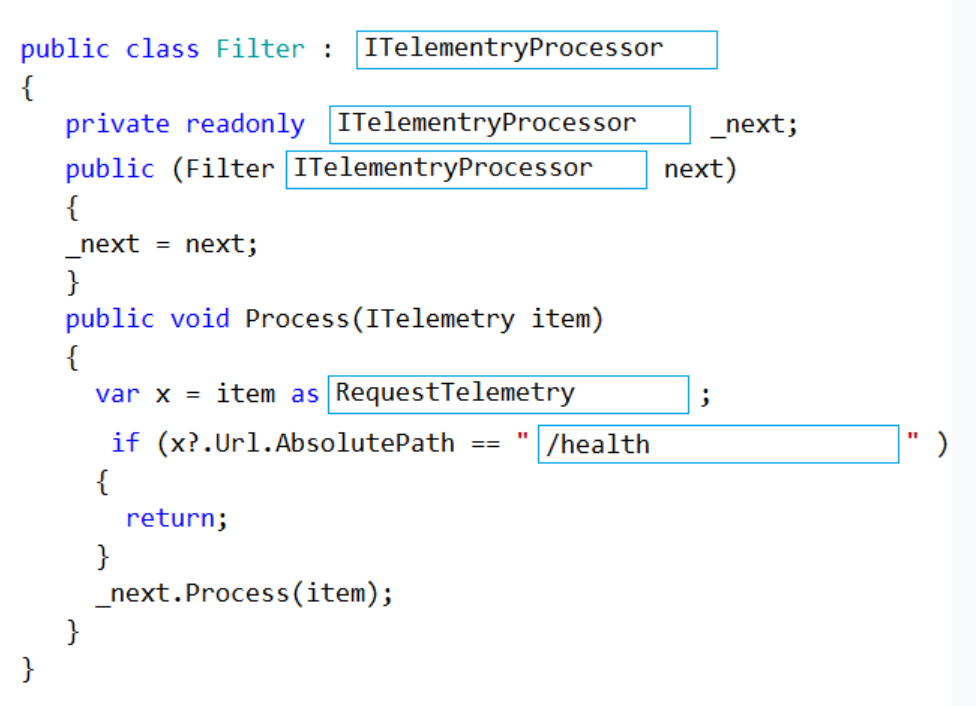 public class Filter : ITelementryProcessor
{
private readonly ITelementryProcessor _next;
public (Filter ITelementryProcessor next)
{
_next = next;
}
public void Process(ITelemetry item)
{
var x = item as RequestTelemetry ;
if (x?.Url.AbsolutePath == " /health " )
{
return;
}
_next.Process(item);
}
}